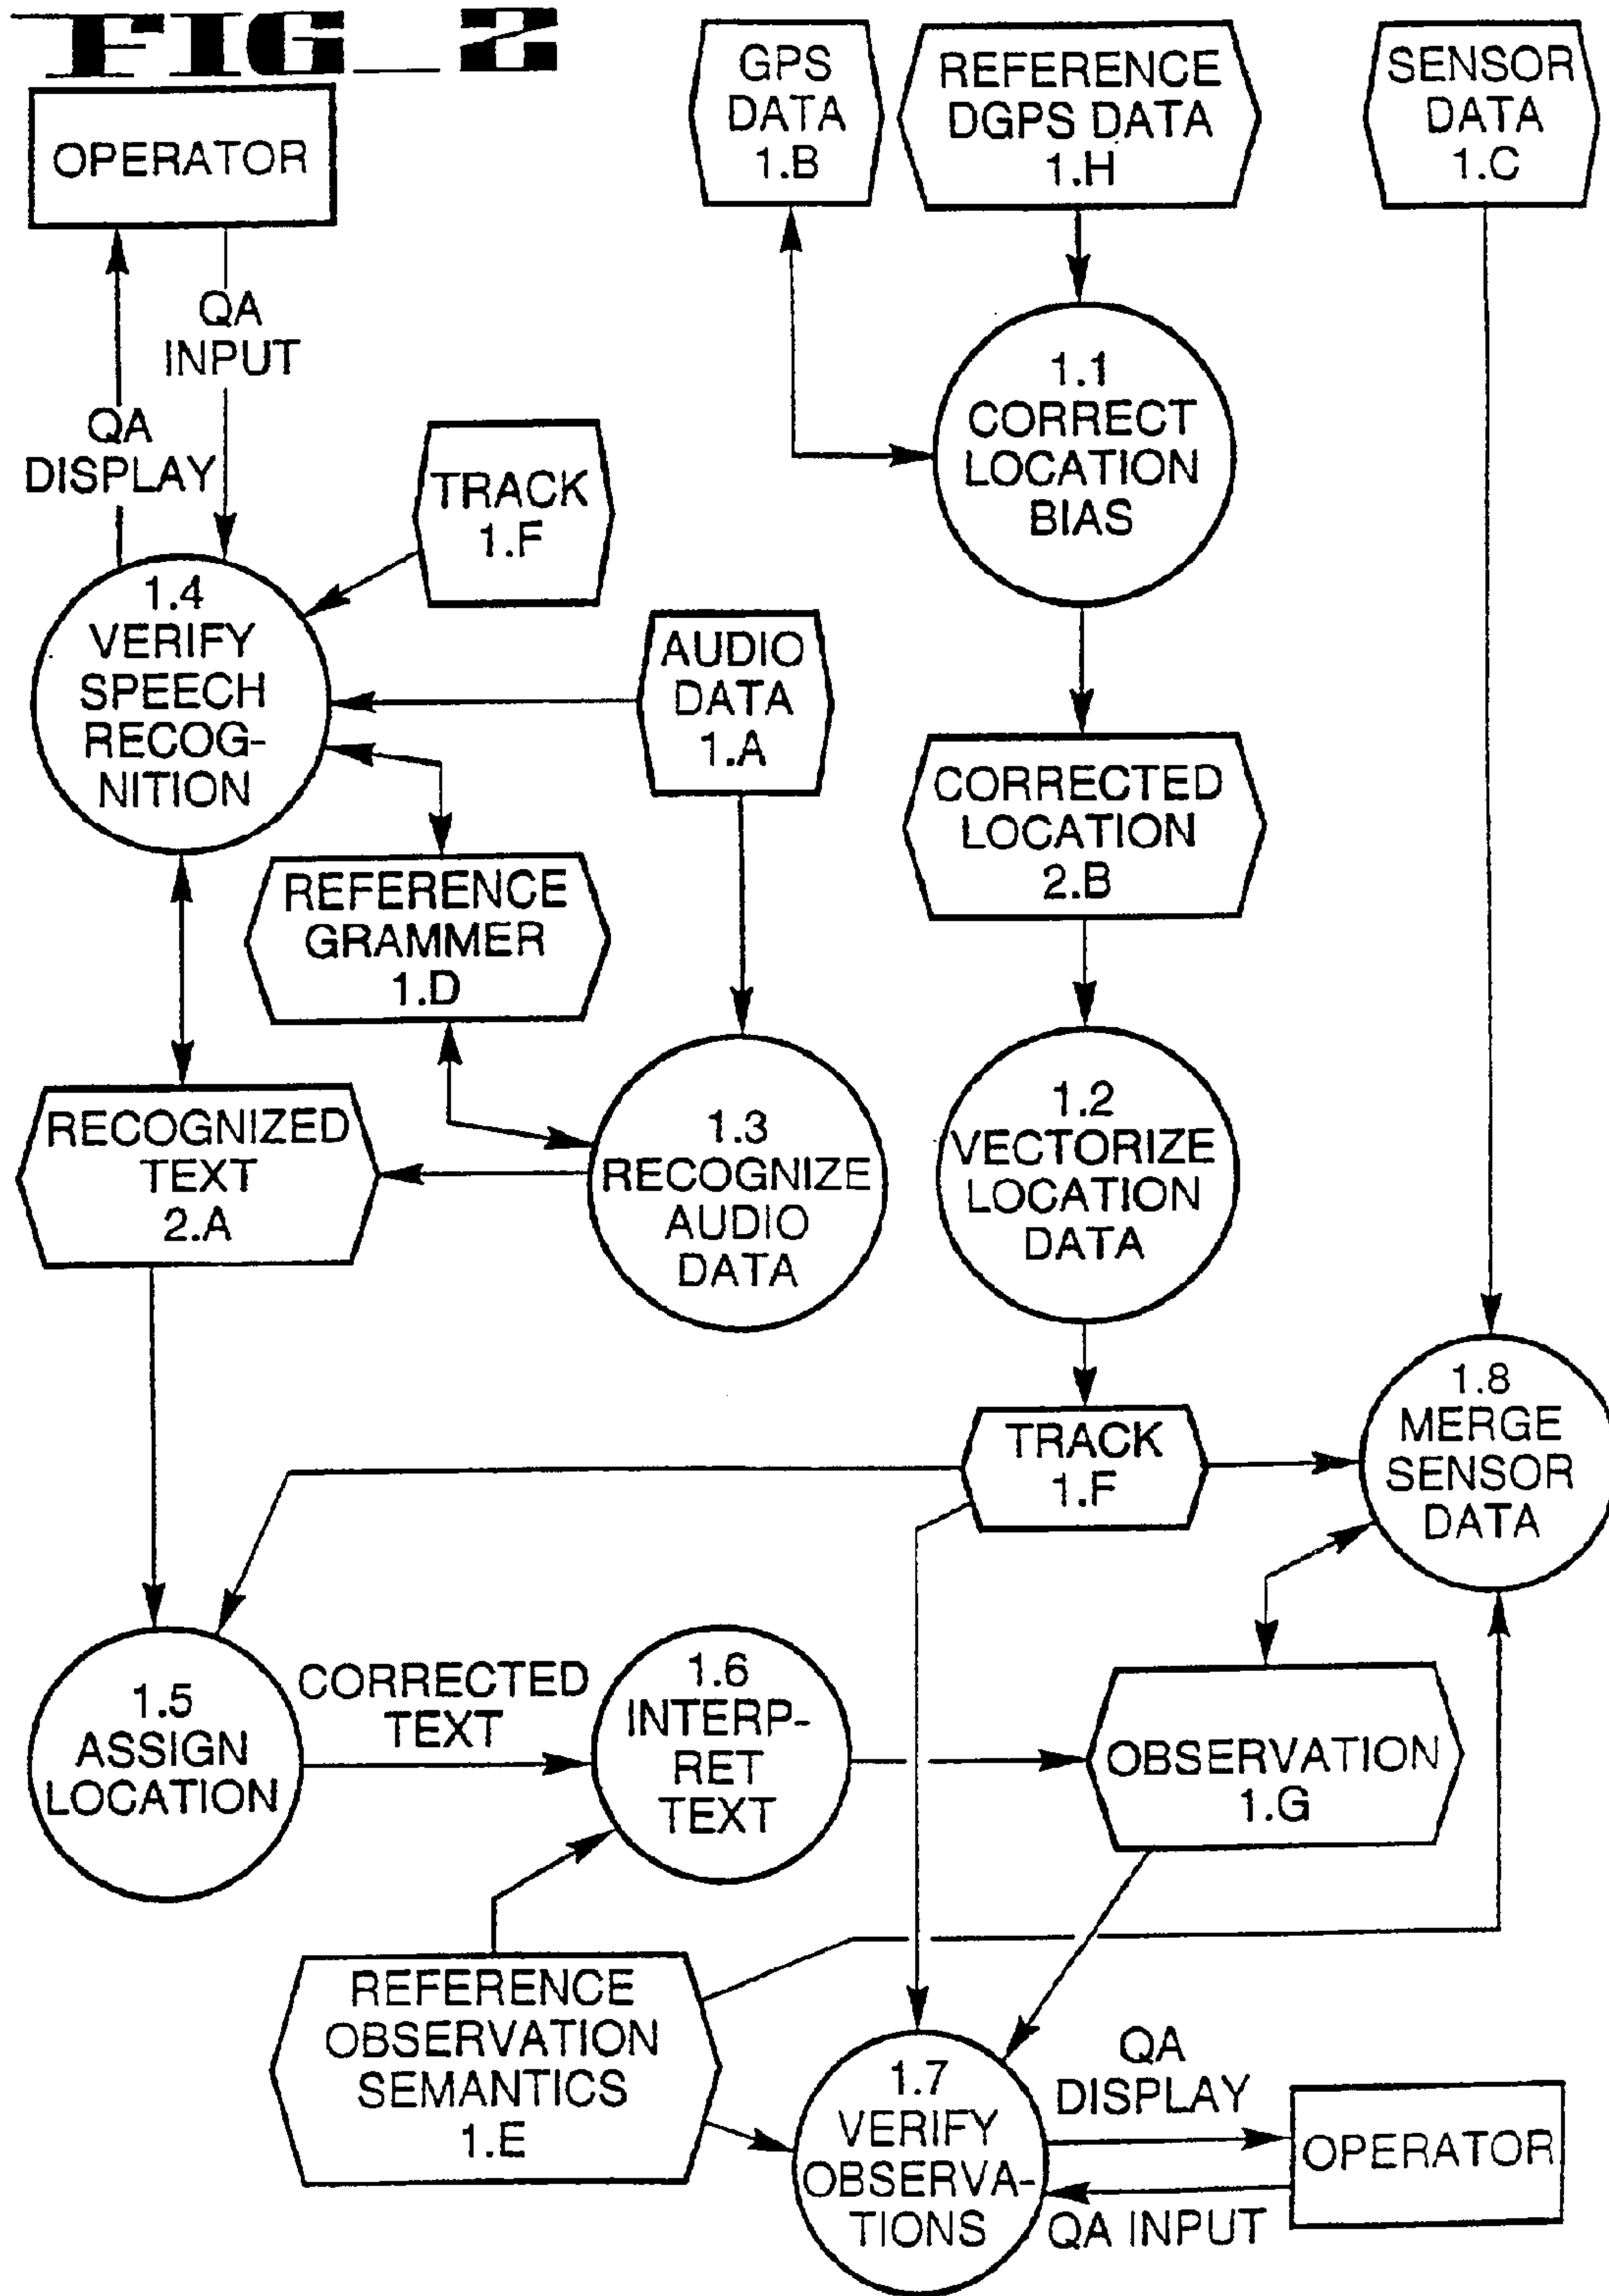 FIG_2
OPERATOR
GPS
DATA
1.B
REFERENCE
DGPS DATA
1.H
SENSOR
DATA
1.C
QA
INPUT
QA
DISPLAY
TRACK
1.F
1.1
CORRECT
LOCATION
BIAS
1.4
VERIFY
SPEECH
RECOG-
NITION
AUDIO
DATA
1.A
CORRECTED
LOCATION
2.B
REFERENCE
GRAMMER
1.D
RECOGNIZED
TEXT
2.A
1.3
RECOGNIZE
AUDIO
DATA
1.2
VECTORIZE
LOCATION
DATA
TRACK
1.F
1.8
MERGE
SENSOR
DATA
1.5
ASSIGN
LOCATION
CORRECTED
TEXT
1.6
INTERP-
RET
TEXT
OBSERVATION
1.G
REFERENCE
OBSERVATION
SEMANTICS
1.E
1.7
VERIFY
OBSERVA-
TIONS
QA
DISPLAY
QA INPUT
OPERATOR